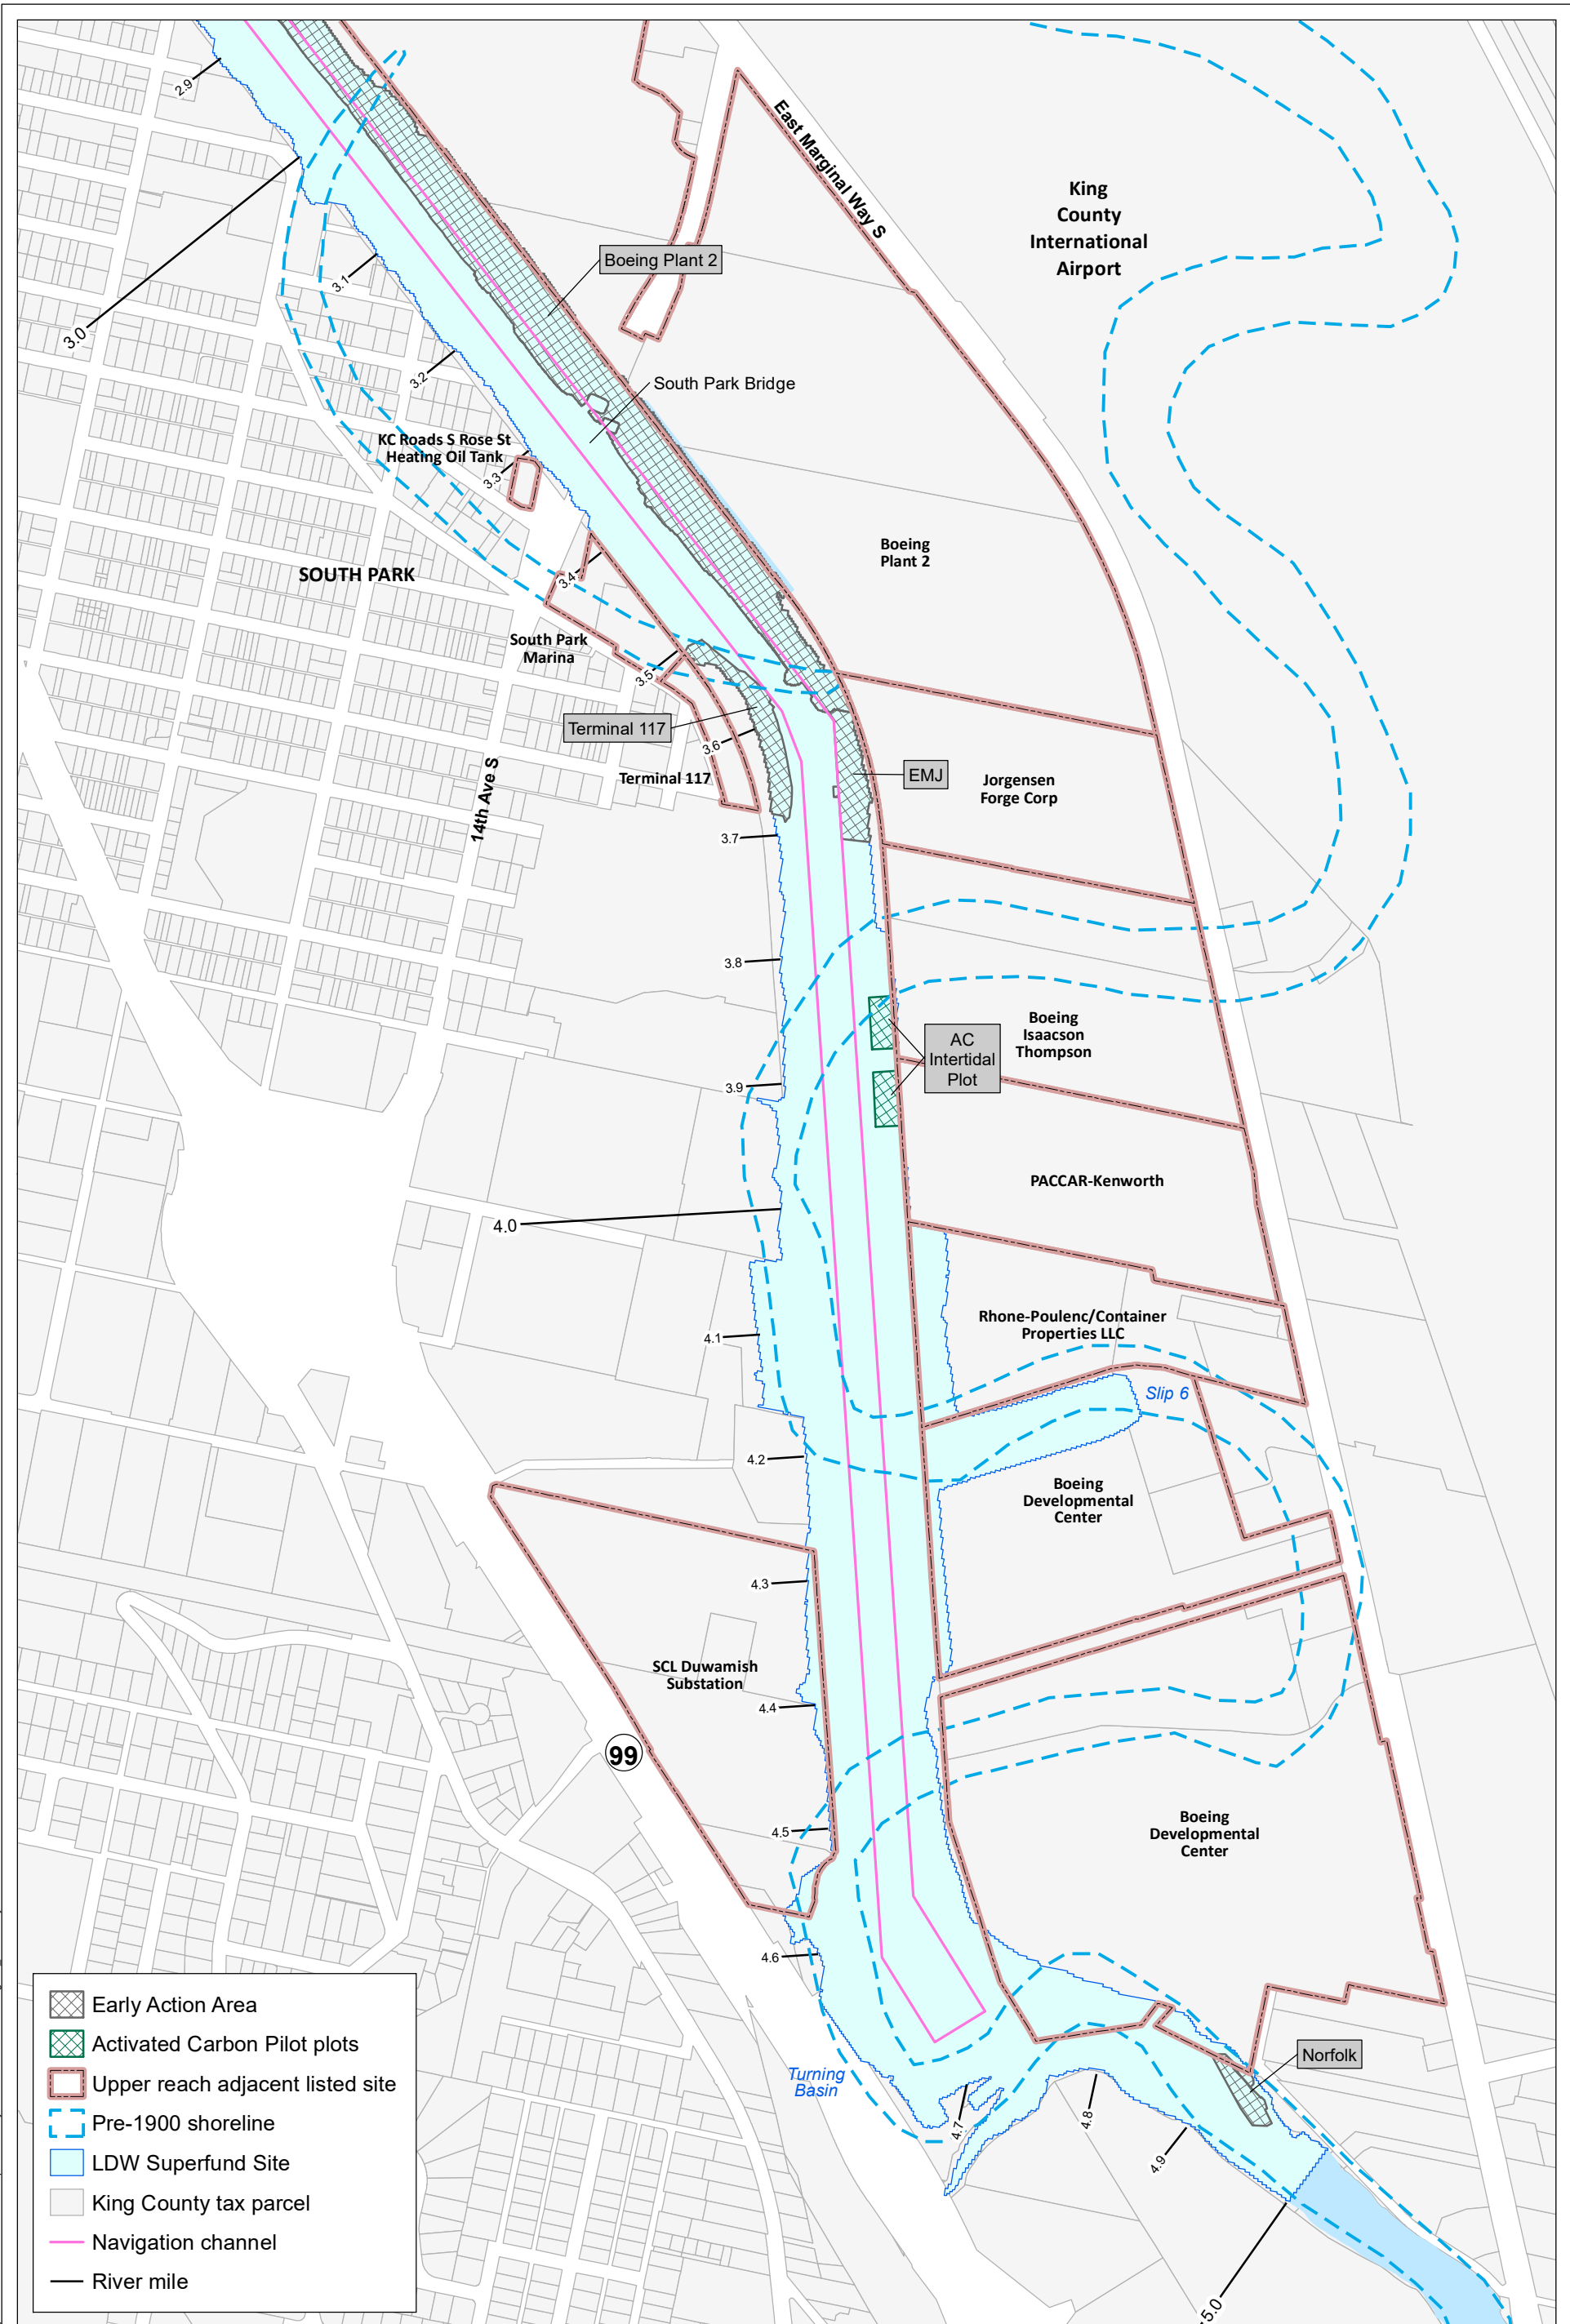 2.9
East Marginal Way S
King
County
International
Airport
Boeing Plant 2
3.1
3.0
3.2
South Park Bridge
KC Roads S Rose St
Heating Oil Tank
3.3
Boeing
Plant 2
SOUTH PARK
3.4
South Park
Marina
3.5
Terminal 117
3.6
Terminal 117
EMJ
Jorgensen
Forge Corp
14th Ave S
3.7
3.8
Boeing
Isaacson
Thompson
AC
Intertidal
Plot
3.9
PACCAR-Kenworth
4.0
Rhone-Poulenc/Container
Properties LLC
4.1
Slip 6
4.2
Boeing
Developmental
Center
4.3
SCL Duwamish
Substation
4.4
99
4.5
Boeing
Developmental
Center
4.6
Norfolk
Turning
Basin
4.7
4.8
4.9
5.0
Early Action Area
Activated Carbon Pilot plots
Upper reach adjacent listed site
Pre-1900 shoreline
LDW Superfund Site
King County tax parcel
Navigation channel
River mile